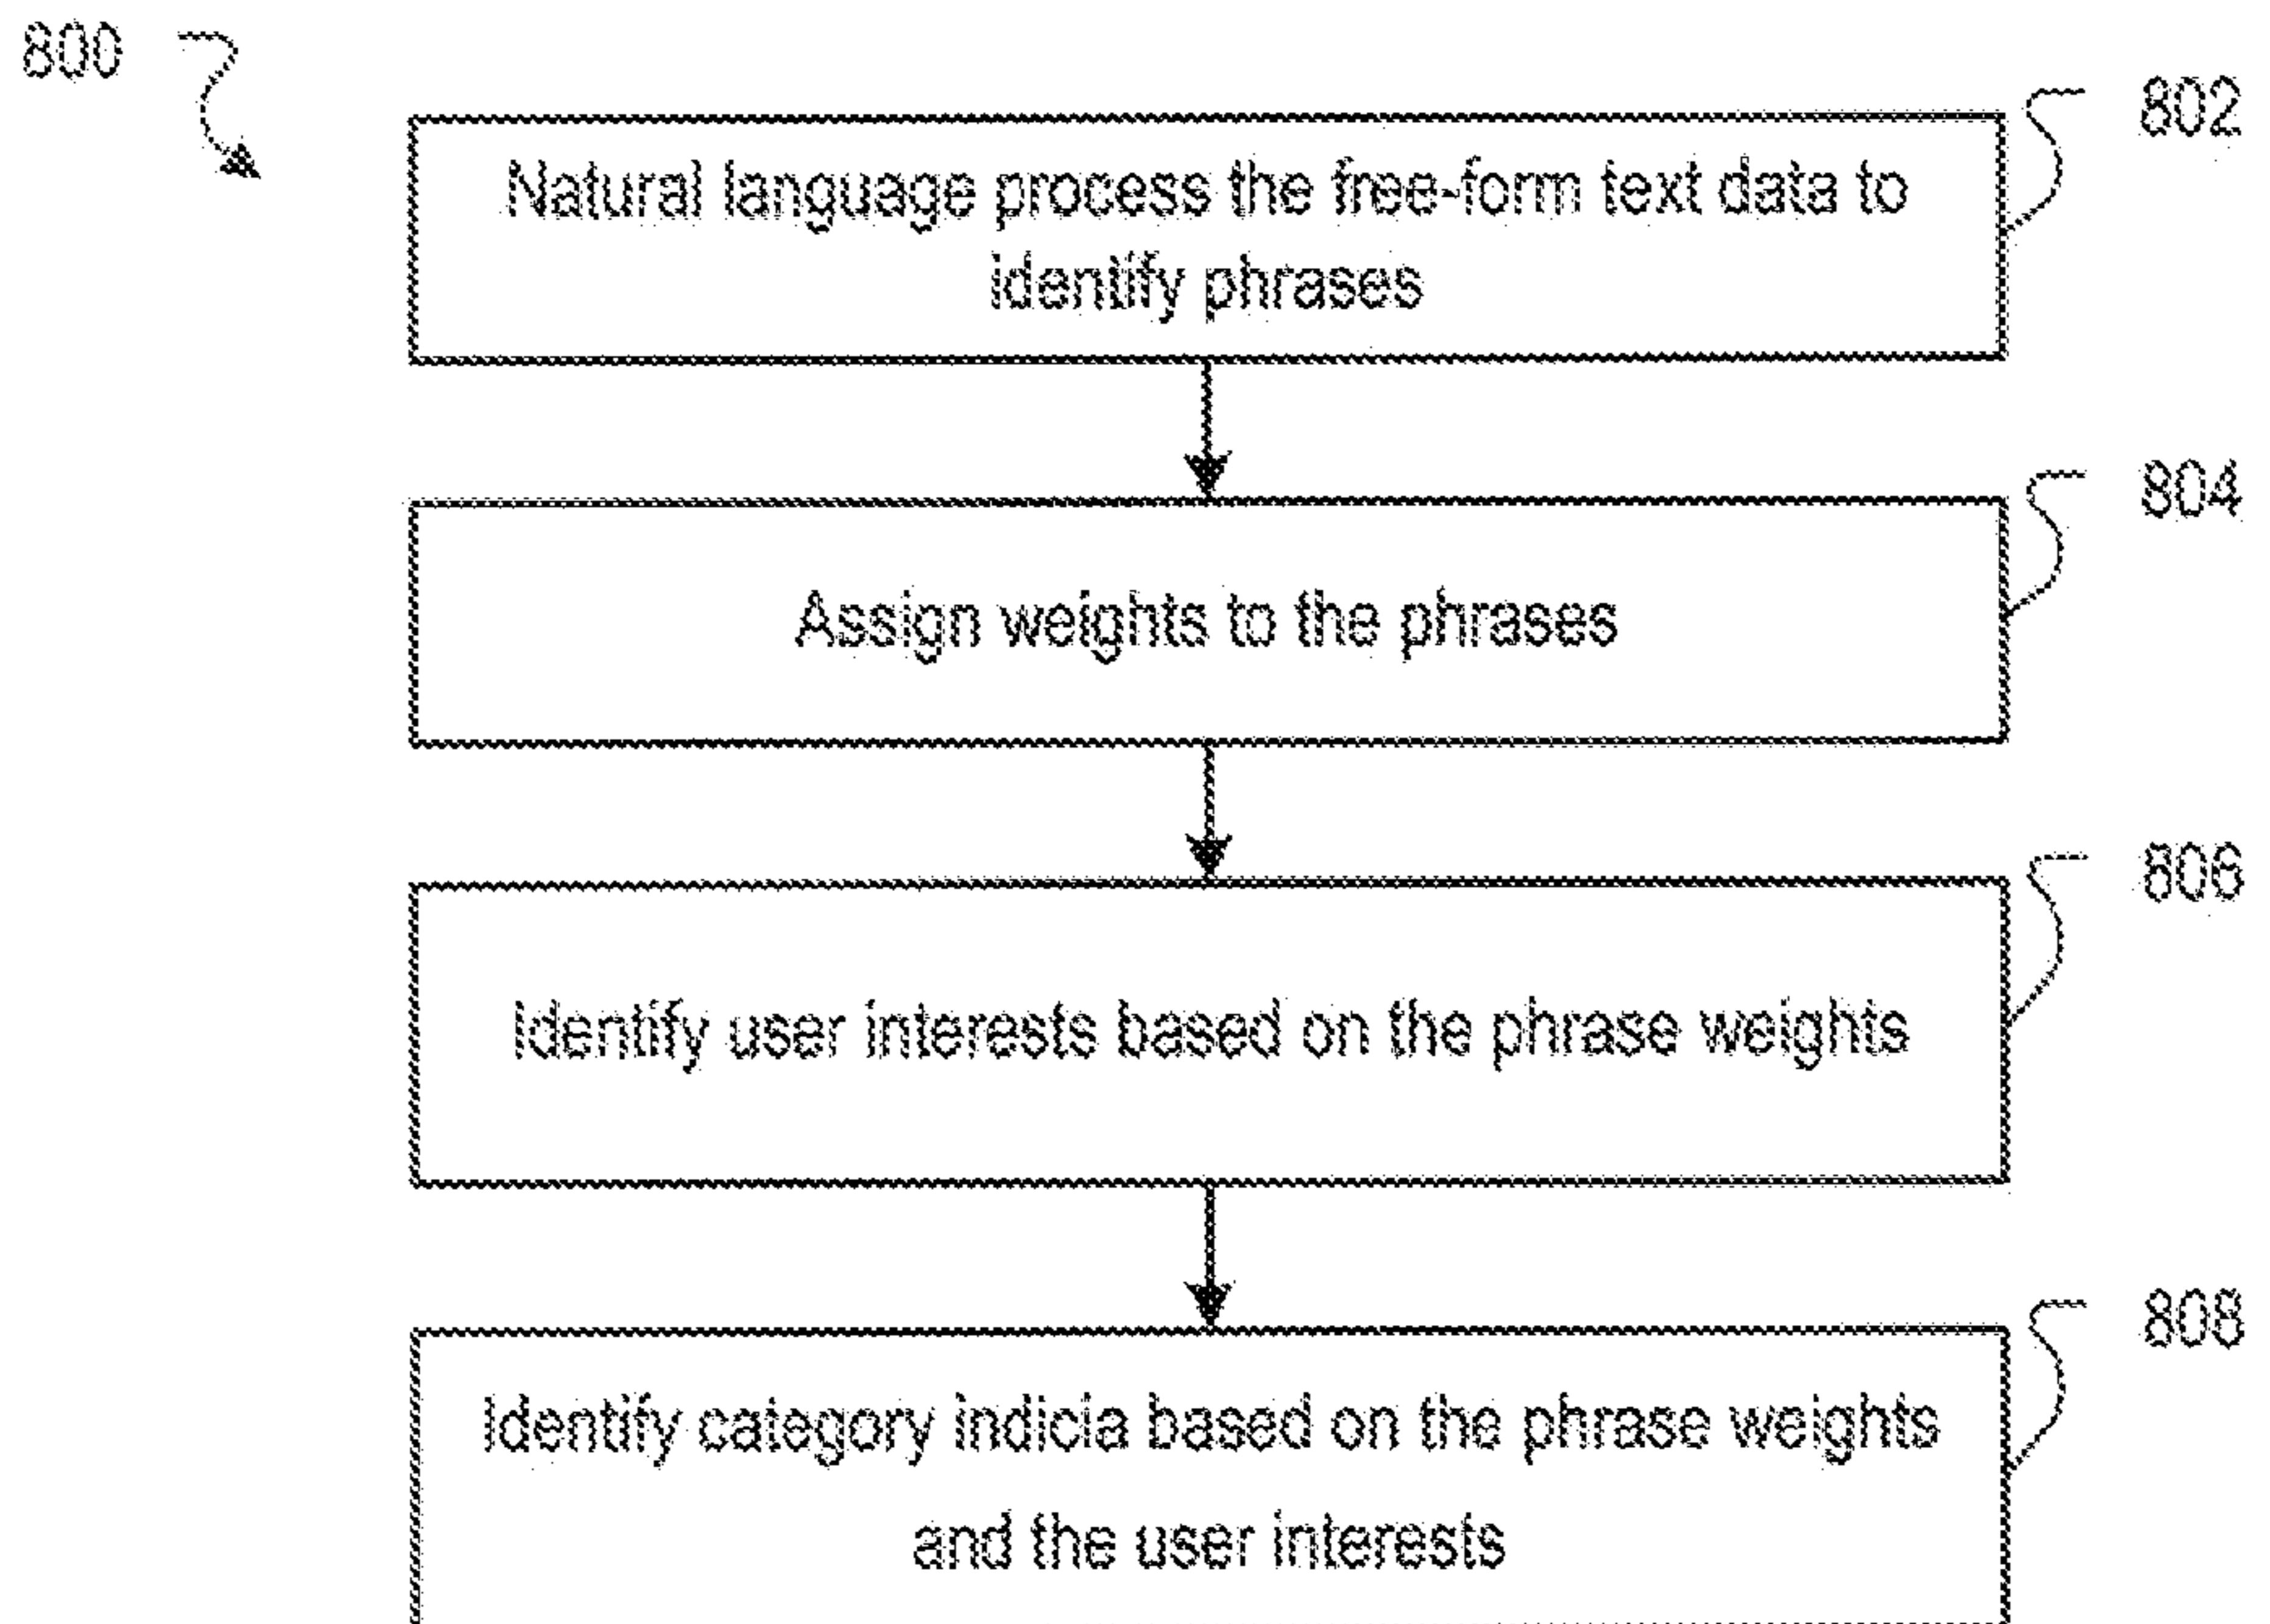 800
802
Natural language process the free-form text data to
identify phrases
804
Assign weights to the phrases
806
Identify user interests based on the phrase weights
808
Identify category indicia based on the phrase weights
and the user interests